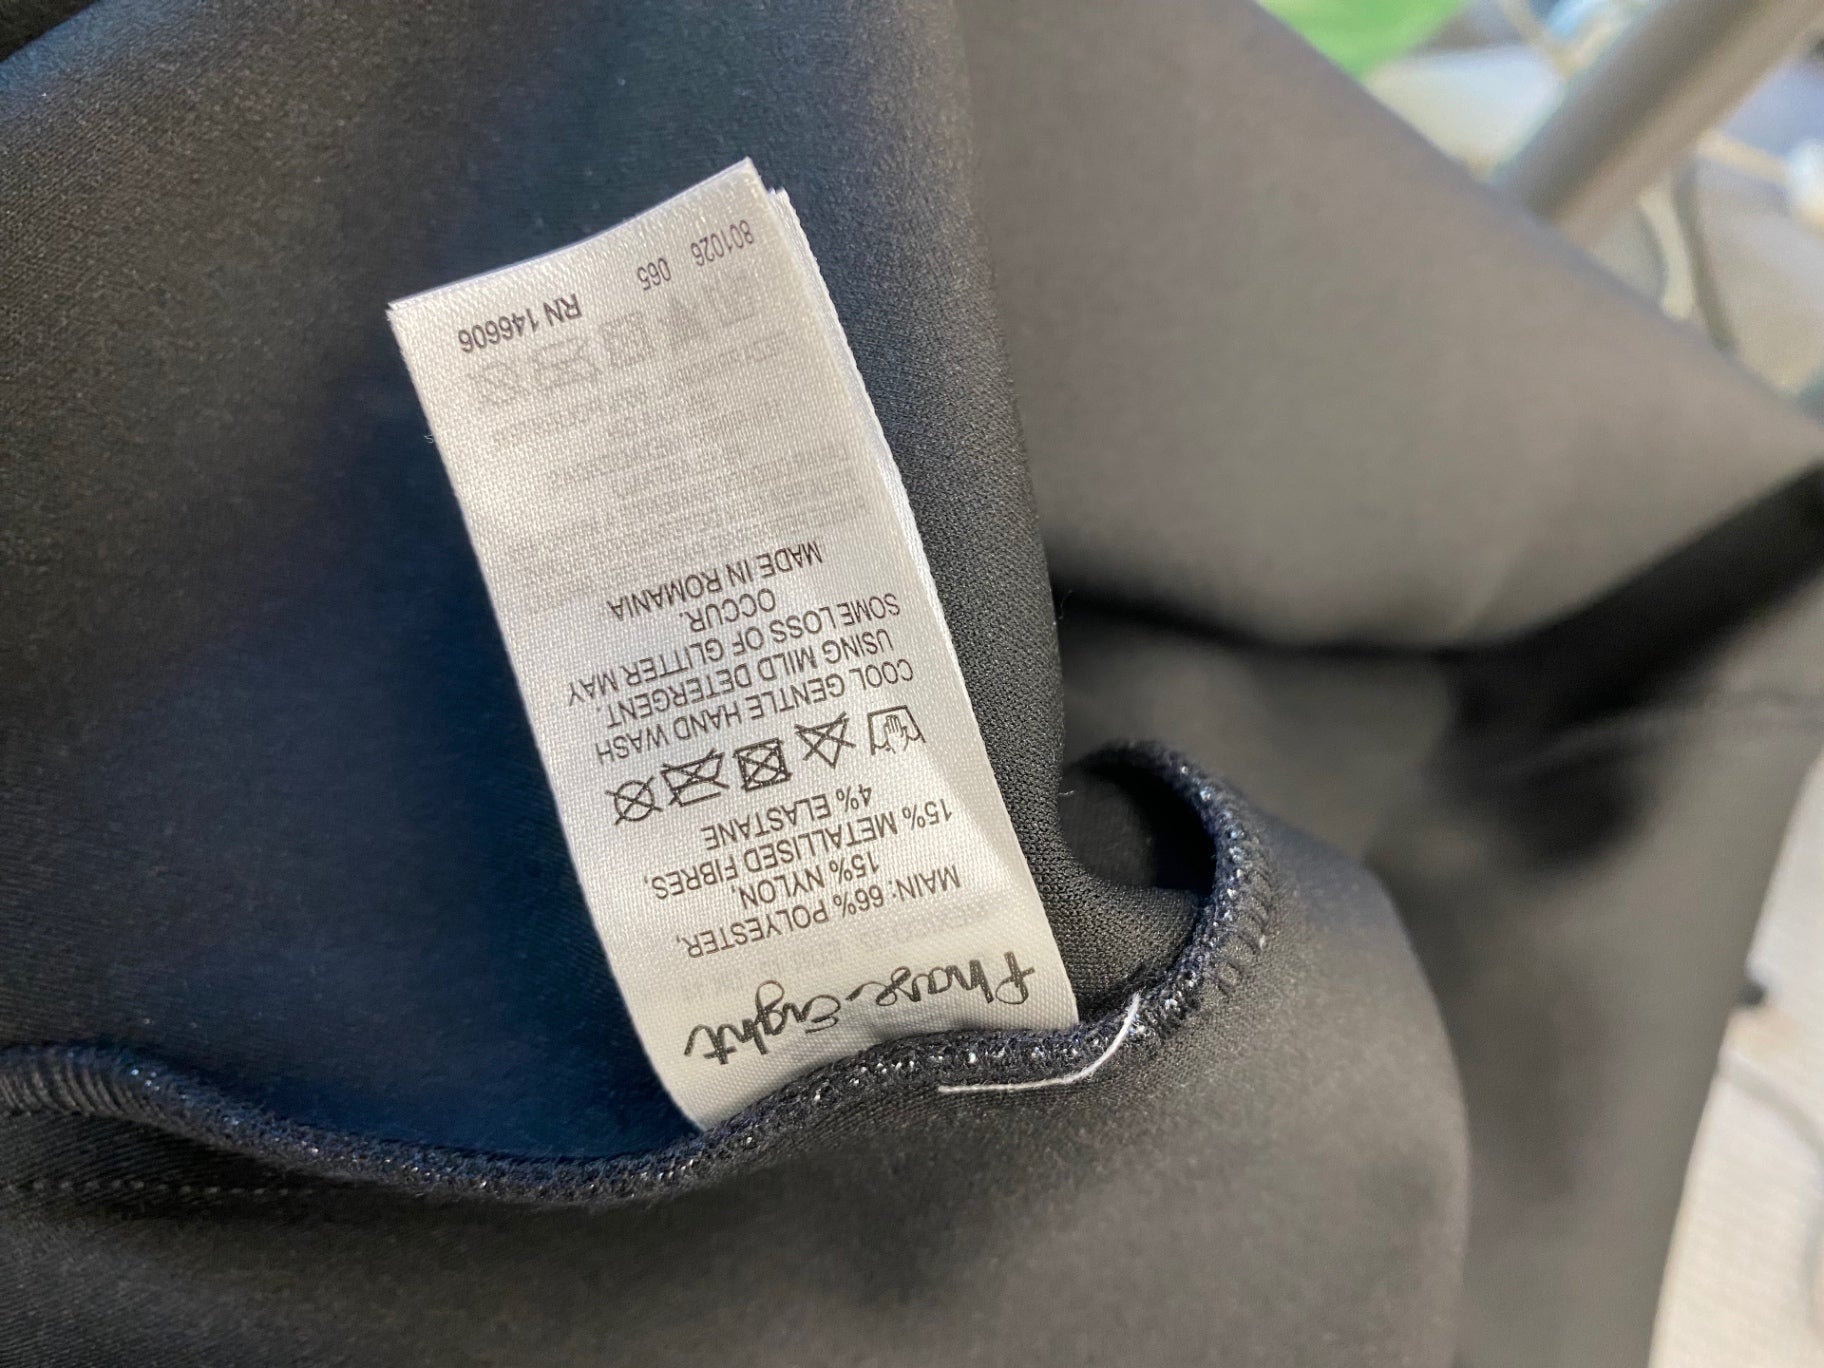 Phase Eight
MAIN: 66% POLYESTER,
15% NYLON,
15% METALLISED FIBRES,
4% ELASTANE
COOL GENTLE HAND WASH
USING MILD DETERGENT.
SOME LOSS OF GLITTER MAY
OCCUR.
MADE IN ROMANIA
801026 065 RN 146606